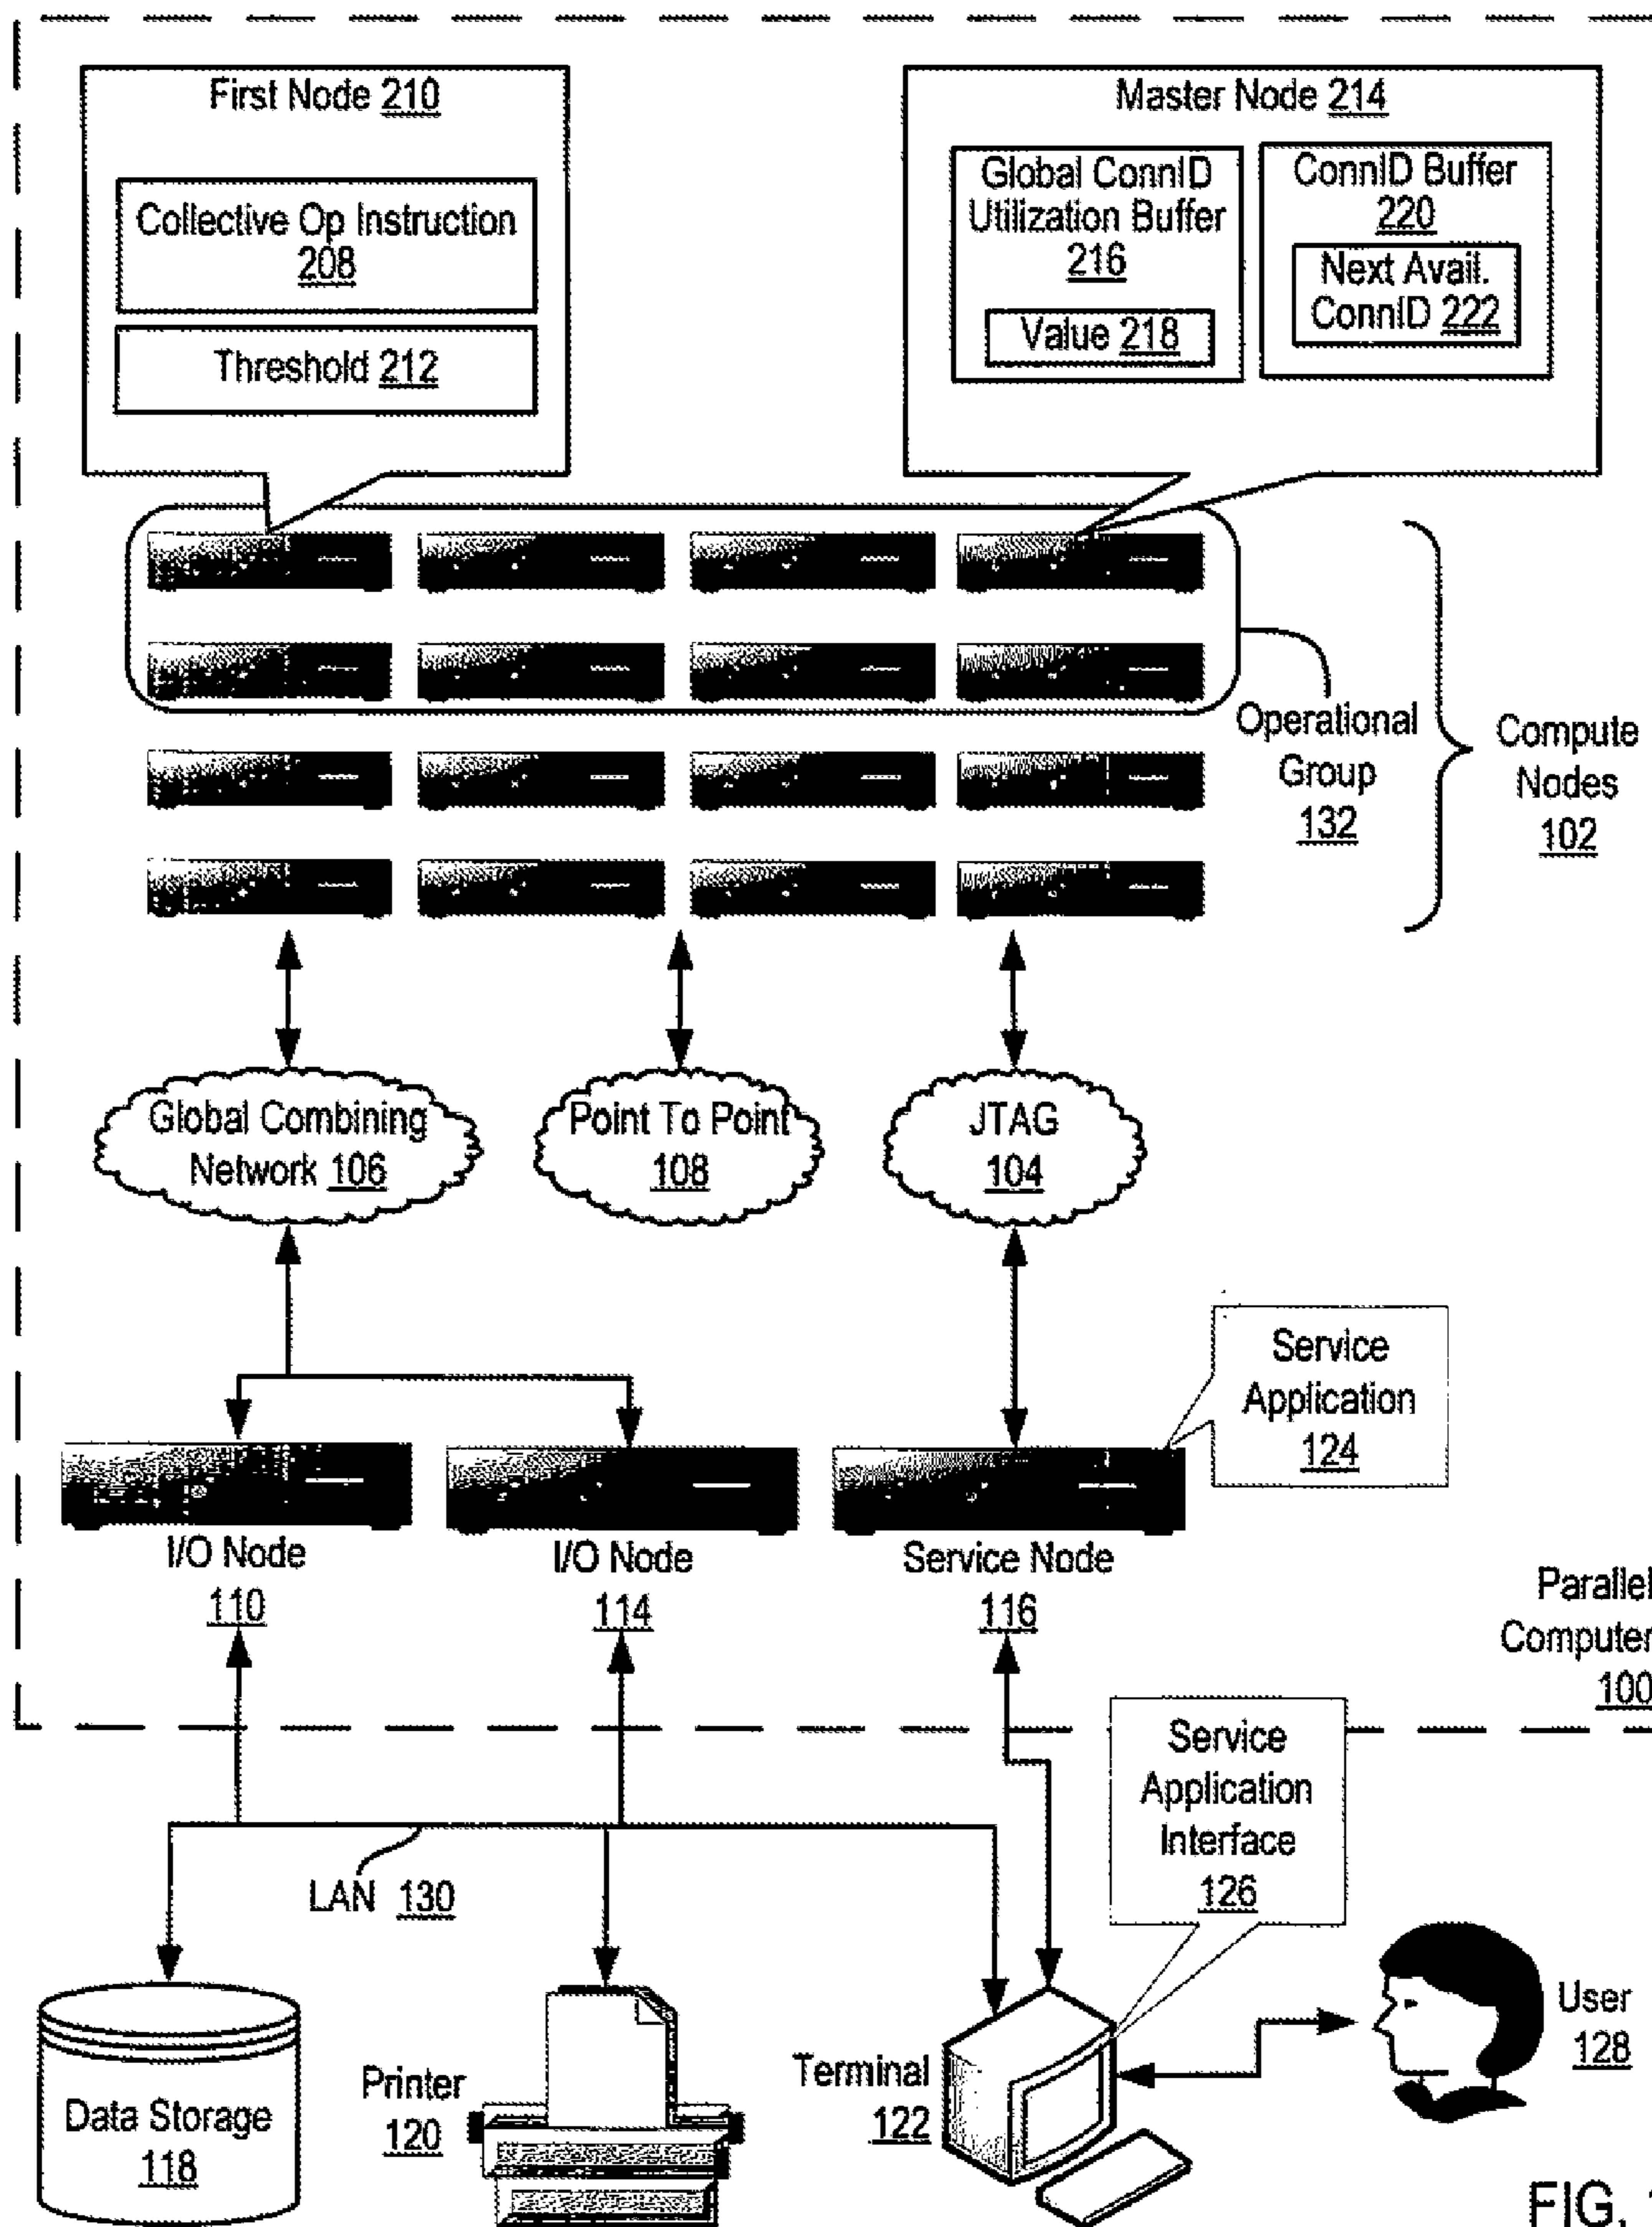 First Node 210
Collective Op Instruction
208
Threshold 212
Master Node 214
Global ConnID
Utilization Buffer
216
Value 218
ConnID Buffer
220
Next Avail.
ConnID 222
Operational
Group
132
Compute
Nodes
102
Global Combining
Network 106
Point To Point
108
JTAG
104
Service
Application
124
I/O Node
110
I/O Node
114
Service Node
116
Parallel
Computer
100
Service
Application
Interface
126
LAN 130
Data Storage
118
Printer
120
Terminal
122
User
128
FIG.